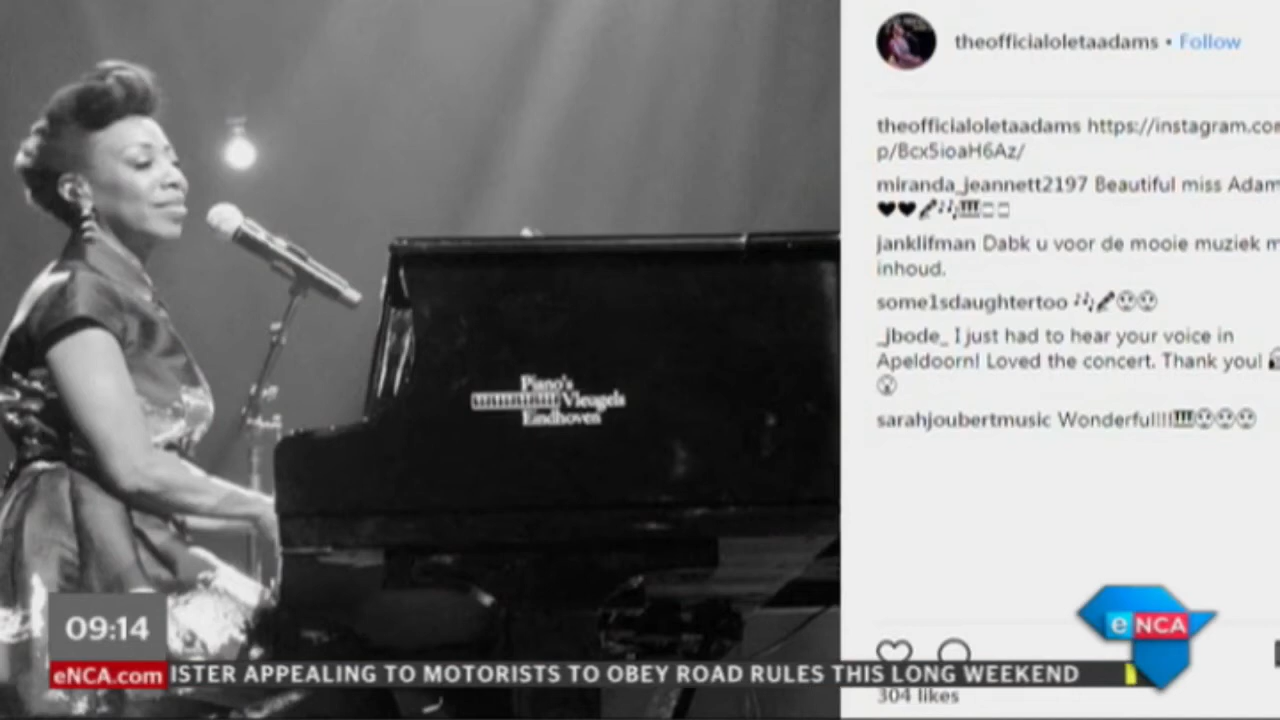 theofficialoletaadams • Follow
theofficialoletaadams https://instagram.co
p/Bcx5ioaH6Az/
miranda_jeannett2197 Beautiful miss Adam
janklifman Dabk u voor de mooie muziek m
inhoud.
some1sdaughtertoo
_jbode_ I just had to hear your voice in
Apeldoorn! Loved the concert. Thank you!
sarahjoubertmusic Wonderful!!!!
304 likes
Piano's
Vleugels
Eindhoven
eNCA
09:14
eNCA.com
ISTER APPEALING TO MOTORISTS TO OBEY ROAD RULES THIS LONG WEEKEND